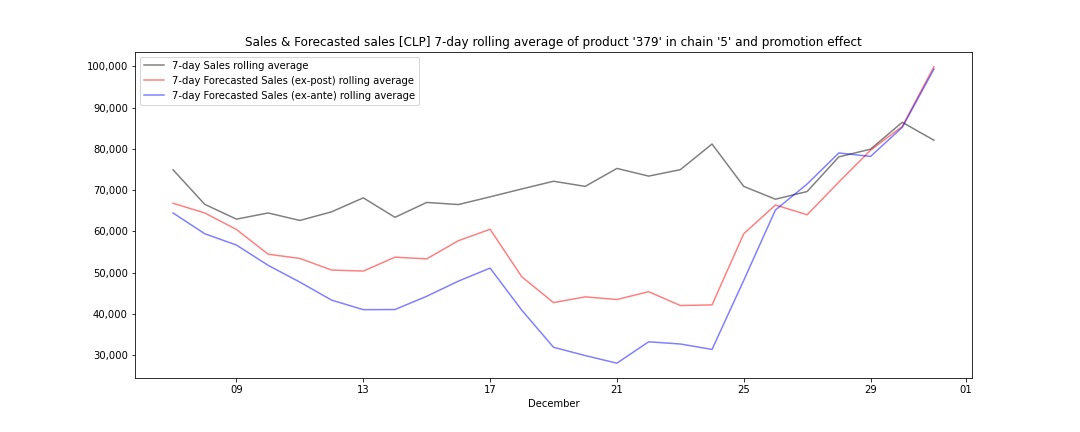 Sales & Forecasted sales [CLP] 7-day rolling average of product '379' in chain '5' and promotion effect
7-day Sales rolling average
7-day Forecasted Sales (ex-post) rolling average
7-day Forecasted Sales (ex-ante) rolling average
100,000
90,000
80,000
70,000
60,000
50,000
40,000
30,000
09 13 17 21 25 29 01
December